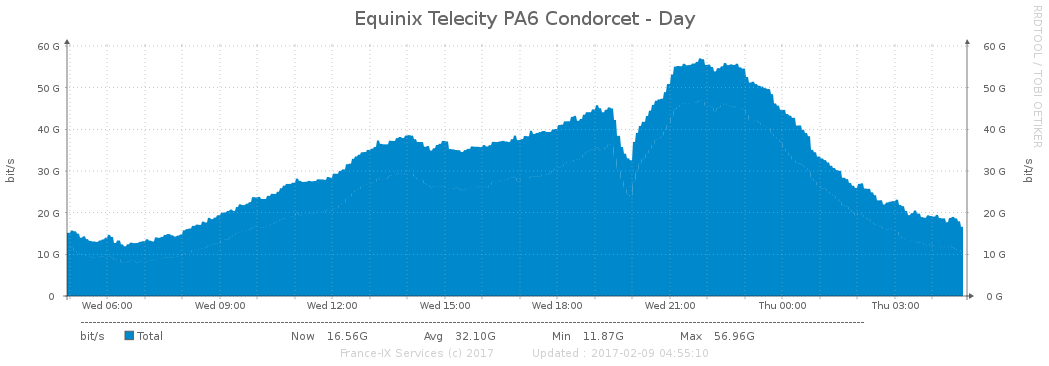 Equinix Telecity PA6 Condorcet - Day
RRDTOOL / TOBI OETIKER
60 G 60 G
50 G 50 G
40 G 40 G
30 G 30 G
20 G 20 G
10 G 10 G
0 0 G
bit/s bit/s
Wed 06:00 Wed 09:00 Wed 12:00 Wed 15:00 Wed 18:00 Wed 21:00 Thu 00:00 Thu 03:00
bit/s Total Now 16.56G Avg 32.10G Min 11.87G Max 56.96G
France-IX Services (c) 2017 Updated : 2017-02-09 04:55:10